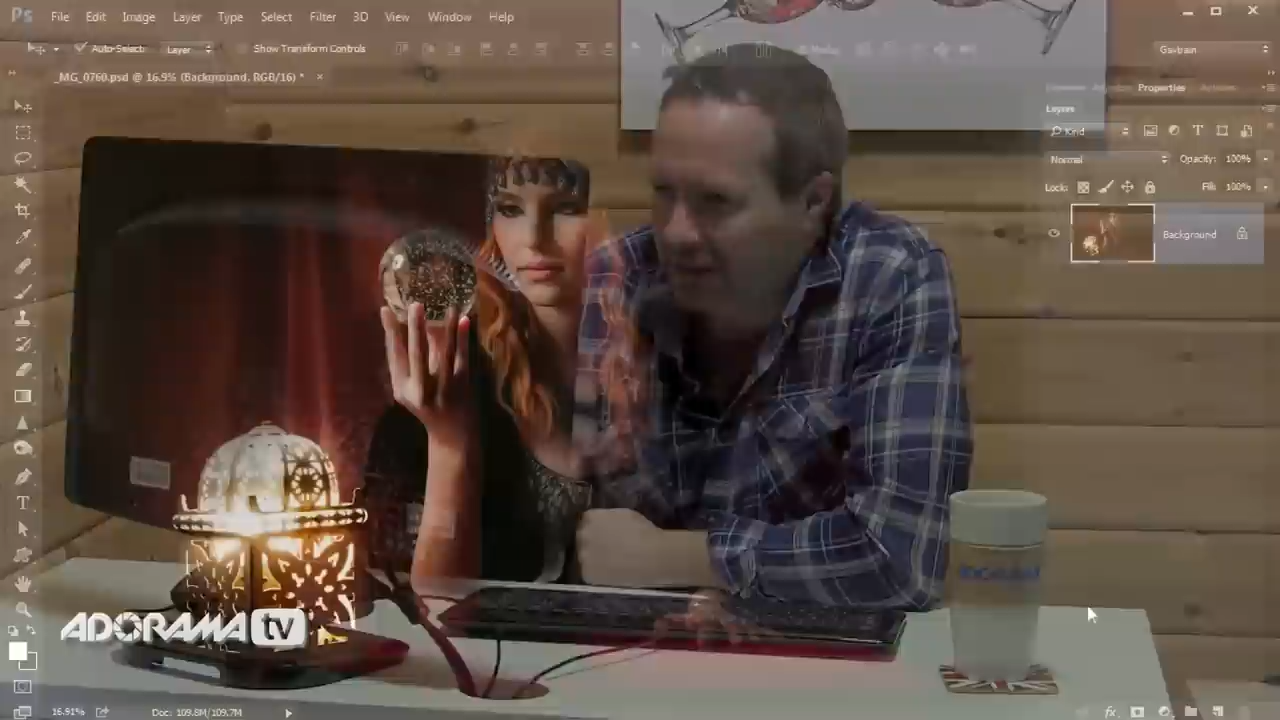 Ps File Edit Image Layer Type Select Filter 3D View Window Help
Auto-Select: Layer Show Transform Controls
_MG_0760.psd @ 16.9% (Background, RGB/16) * ×
Properties
Layers
Kind
Normal Opacity: 100%
Lock: Fill: 100%
Background
ADORAMA tv
16.91% Doc: 109.8M/109.7M